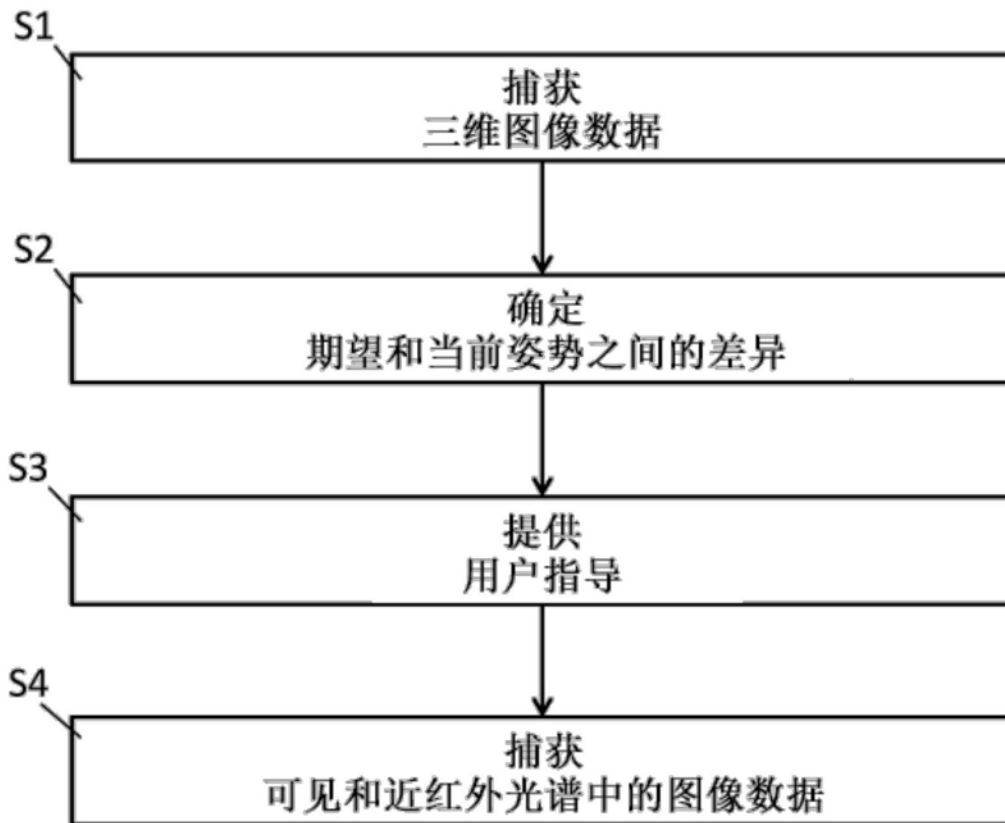 S1
捕获
三维图像数据
S2
确定
期望和当前姿势之间的差异
S3
提供
用户指导
S4
捕获
可见和近红外光谱中的图像数据